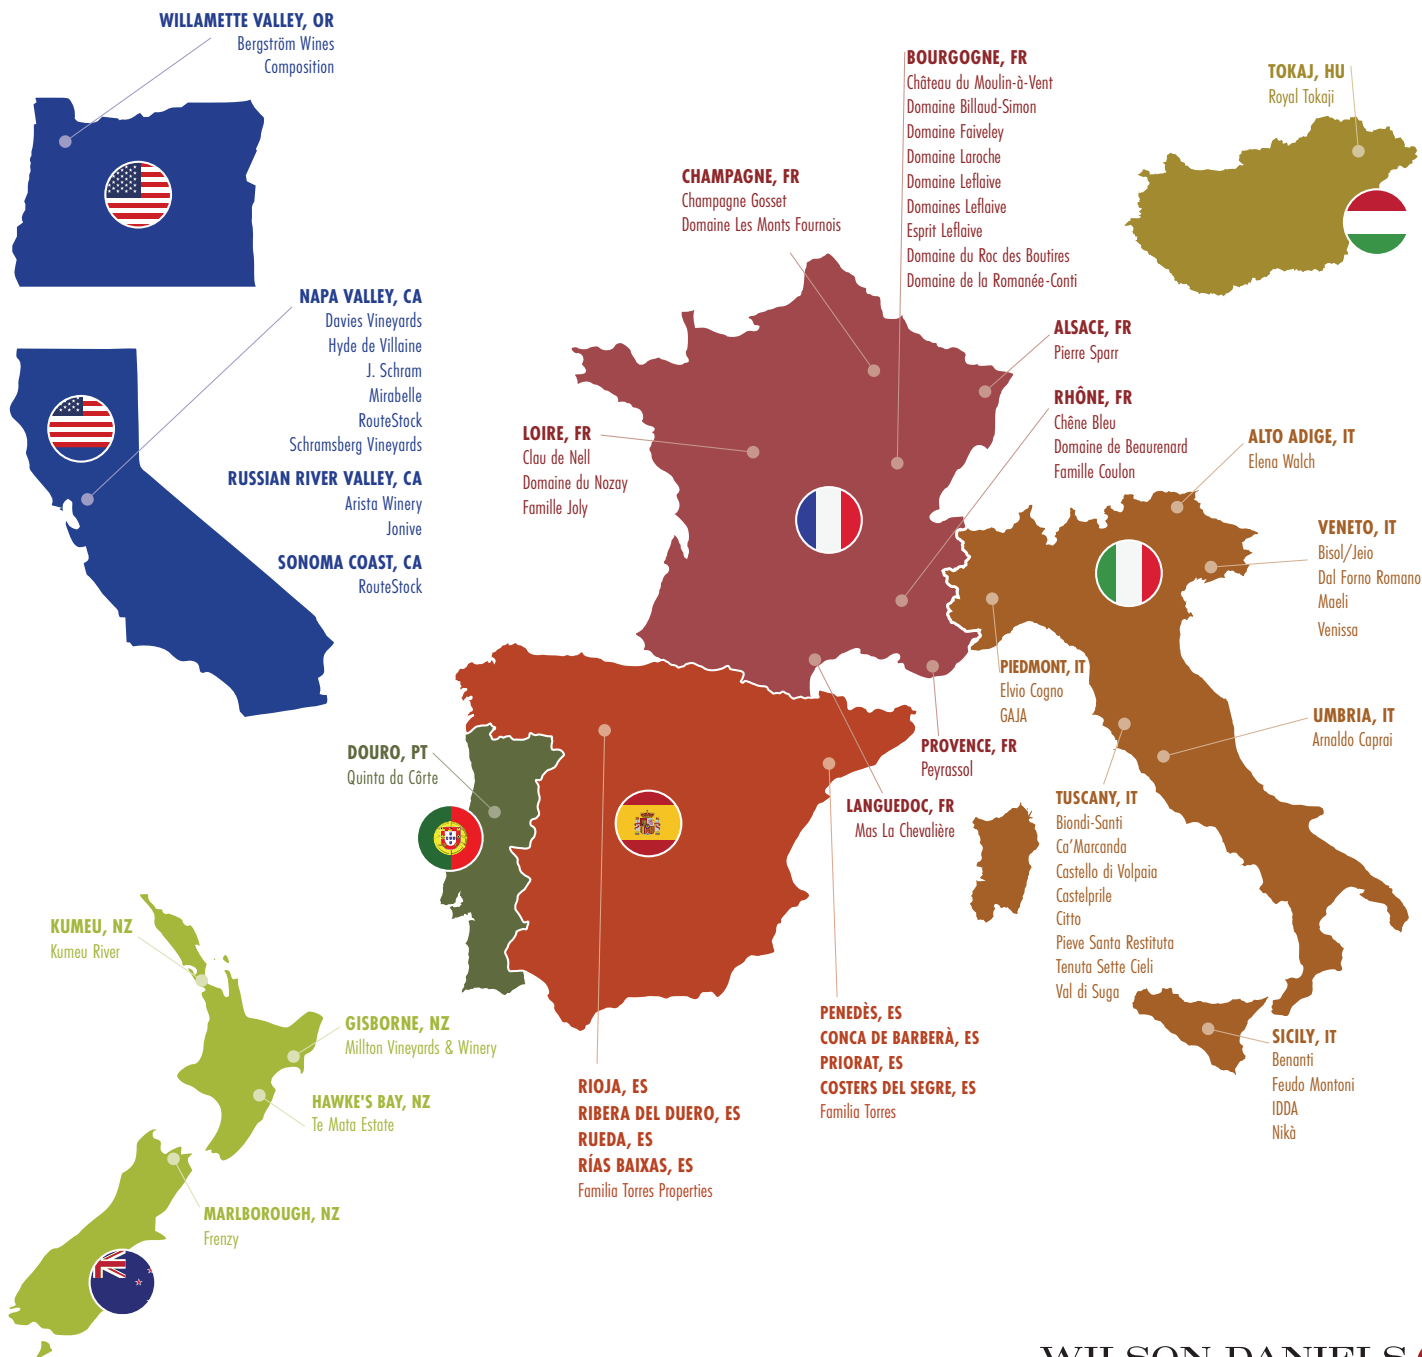 WILLAMETTE VALLEY, OR
Bergström Wines
Composition
NAPA VALLEY, CA
Davies Vineyards
Hyde de Villaine
J. Schram
Mirabelle
RouteStock
Schramsberg Vineyards
RUSSIAN RIVER VALLEY, CA
Arista Winery
Jonive
SONOMA COAST, CA
RouteStock
CHAMPAGNE, FR
Champagne Gosset
Domaine Les Monts Fournois
BOURGOGNE, FR
Château du Moulin-à-Vent
Domaine Billaud-Simon
Domaine Faiveley
Domaine Laroche
Domaine Leflaive
Domaines Leflaive
Esprit Leflaive
Domaine du Roc des Boutires
Domaine de la Romanée-Conti
ALSACE, FR
Pierre Sparr
RHÔNE, FR
Chêne Bleu
Domaine de Beaurenard
Famille Coulon
LOIRE, FR
Clau de Nell
Domaine du Nozay
Famille Joly
PROVENCE, FR
Peyrassol
LANGUEDOC, FR
Mas La Chevalière
TOKAJ, HU
Royal Tokaji
ALTO ADIGE, IT
Elena Walch
VENETO, IT
Bisol/Jeio
Dal Forno Romano
Maeli
Venissa
PIEDMONT, IT
Elvio Cogno
GAJA
UMBRIA, IT
Arnaldo Caprai
TUSCANY, IT
Biondi-Santi
Ca'Marcanda
Castello di Volpaia
Castelprile
Citto
Pieve Santa Restituta
Tenuta Sette Cieli
Val di Suga
SICILY, IT
Benanti
Feudo Montoni
IDDA
Nikà
DOURO, PT
Quinta da Côrte
RIOJA, ES
RIBERA DEL DUERO, ES
RUEDA, ES
RÍAS BAIXAS, ES
Familia Torres Properties
PENEDÈS, ES
CONCA DE BARBERÀ, ES
PRIORAT, ES
COSTERS DEL SEGRE, ES
Familia Torres
KUMEU, NZ
Kumeu River
GISBORNE, NZ
Millton Vineyards & Winery
HAWKE'S BAY, NZ
Te Mata Estate
MARLBOROUGH, NZ
Frenzy
WILSON DANIELS